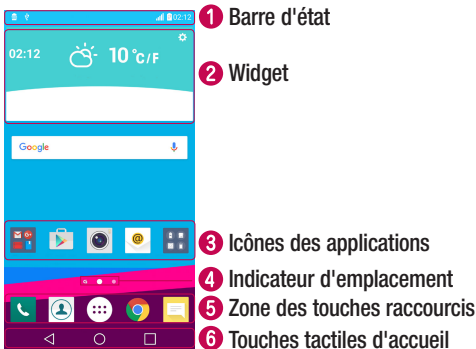 02:12
1 Barre d'état
02:12 10°C/F
2 Widget
Google
3 Icônes des applications
4 Indicateur d'emplacement
5 Zone des touches raccourcis
6 Touches tactiles d'accueil